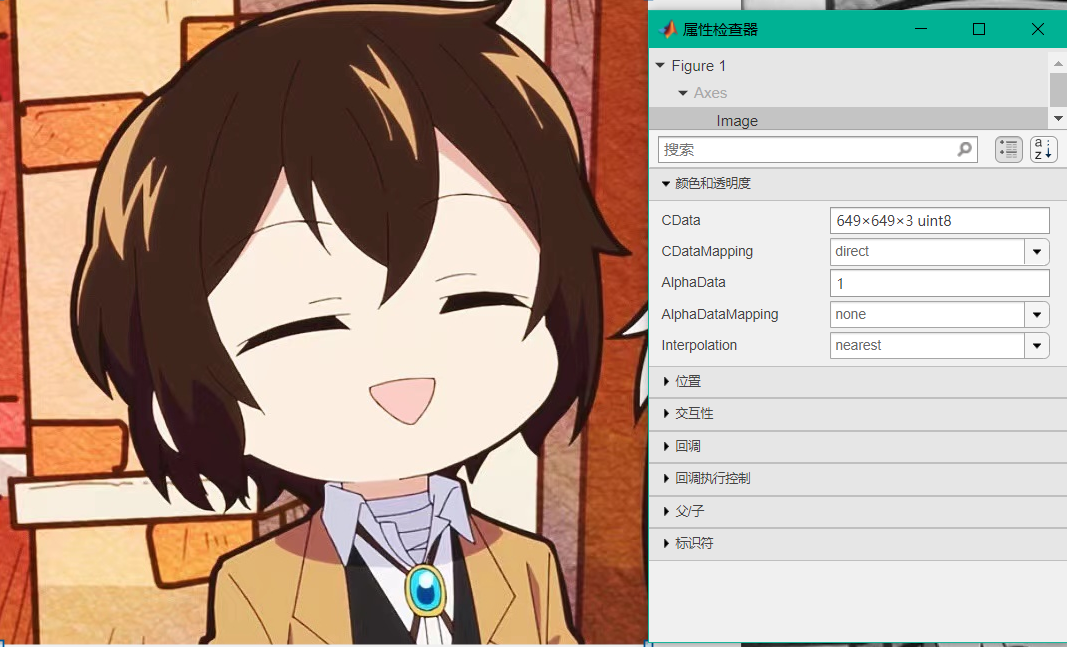 属性检查器
Figure 1
Axes
Image
搜索
颜色和透明度
CData 649×649×3 uint8
CDataMapping direct
AlphaData 1
AlphaDataMapping none
Interpolation nearest
位置
交互性
回调
回调执行控制
父/子
标识符